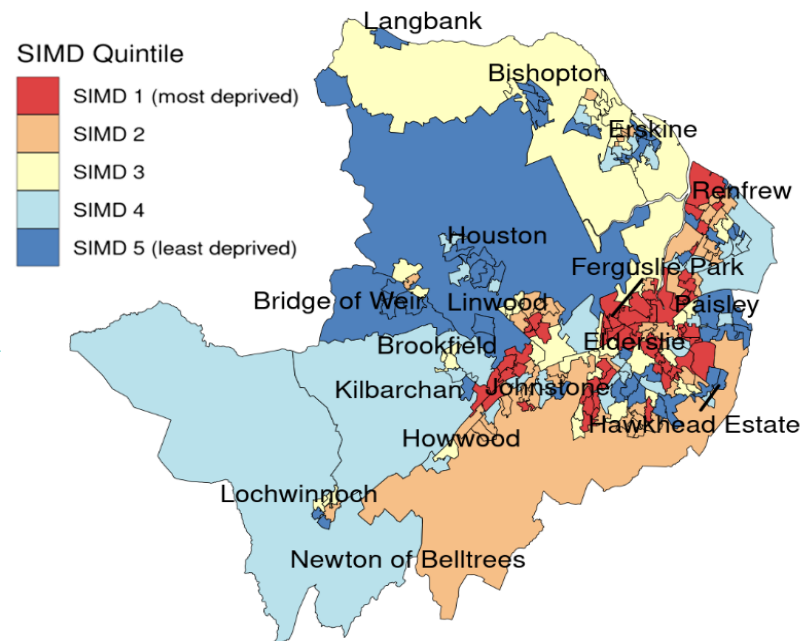 Langbank
SIMD Quintile
SIMD 1 (most deprived)
SIMD 2
SIMD 3
SIMD 4
SIMD 5 (least deprived)
Bishopton
Erskine
Renfrew
Houston
Ferguslie Park
Bridge of Weir
Linwood
Paisley
Brookfield
Elderslie
Kilbarchan
Johnstone
Howwood
Hawkhead Estate
Lochwinnoch
Newton of Belltrees